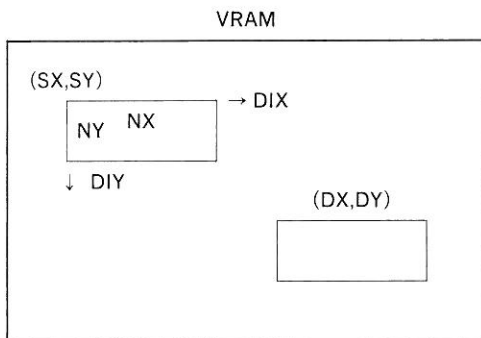 VRAM
(SX,SY)
→ DIX
NY NX
↓ DIY
(DX,DY)